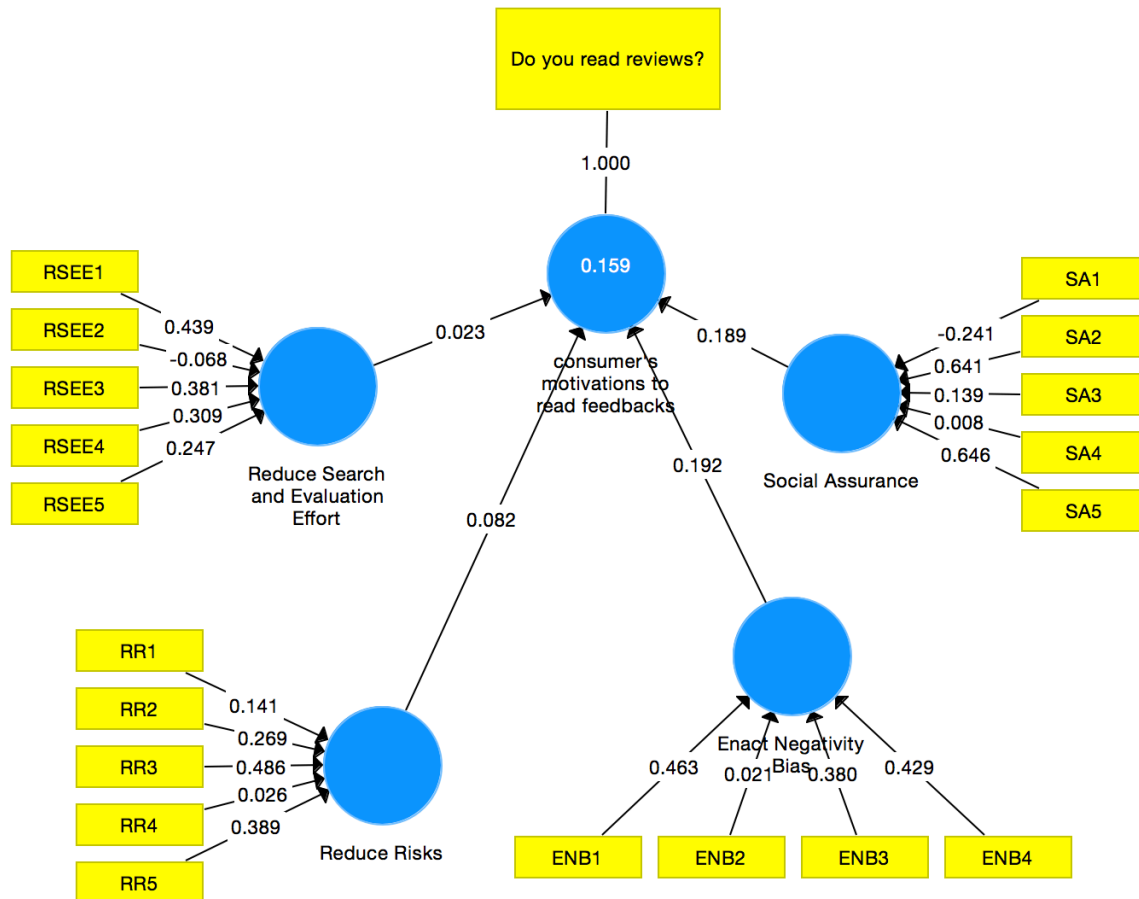 Do you read reviews?
1.000
0.159
consumer's
motivations to
read feedbacks
RSEE1
RSEE2
RSEE3
RSEE4
RSEE5
0.439
-0.068
0.381
0.309
0.247
Reduce Search
and Evaluation
Effort
0.023
0.189
SA1
SA2
SA3
SA4
SA5
-0.241
0.641
0.139
0.008
0.646
Social Assurance
0.082
0.192
RR1
RR2
RR3
RR4
RR5
0.141
0.269
0.486
0.026
0.389
Reduce Risks
Enact Negativity
Bias
0.463
0.021
0.380
0.429
ENB1
ENB2
ENB3
ENB4